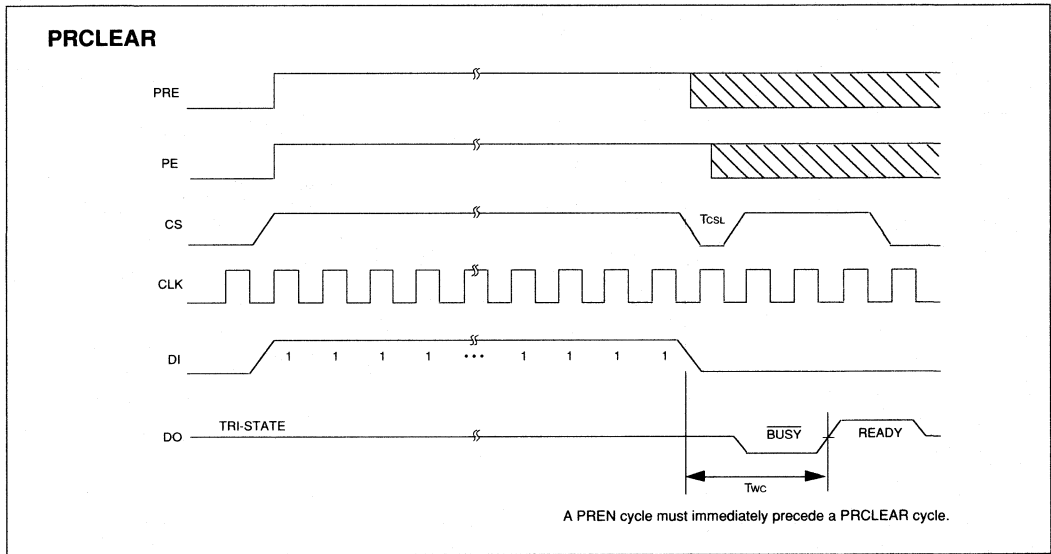 PRCLEAR
PRE
PE
CS
TCSL
CLK
DI
1 1 1 1 ••• 1 1 1 1
DO
TRI-STATE
BUSY
READY
TWC
A PREN cycle must immediately precede a PRCLEAR cycle.